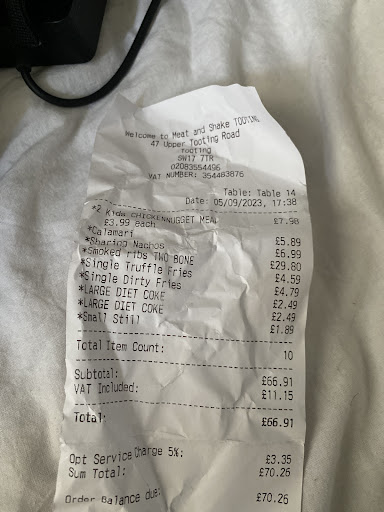 Welcome to Meat and Shake TOOTING
47 Upper Tooting Road
Tooting
SW17 7TR
02083554496
VAT NUMBER: 354483876
Table: Table 14
Date: 05/09/2023, 17:38
*2 Kids CHICKENNUGGET MEAL £7.98
£3.99 each
*Calamari £5.89
*Sharing Nachos £6.99
*Smoked ribs TWO BONE £29.80
*Single Truffle Fries £4.59
*Single Dirty Fries £4.79
*LARGE DIET COKE £2.49
*LARGE DIET COKE £2.49
*Small Still £1.89
Total Item Count: 10
Subtotal: £66.91
VAT Included: £11.15
Total: £66.91
Opt Service Charge 5%: £3.35
Sum Total: £70.26
Order Balance due: £70.26